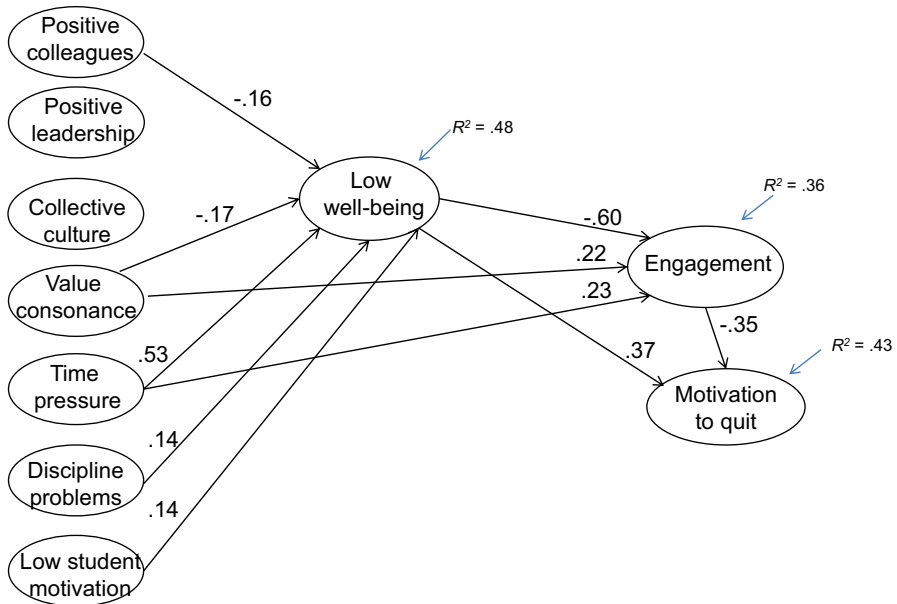 Positive
colleagues
Positive
leadership
Collective
culture
Value
consonance
Time
pressure
Discipline
problems
Low student
motivation
-.16
-.17
.53
.14
.14
Low
well-being
R² = .48
-.60
.22
.23
.37
Engagement
R² = .36
-.35
Motivation
to quit
R² = .43